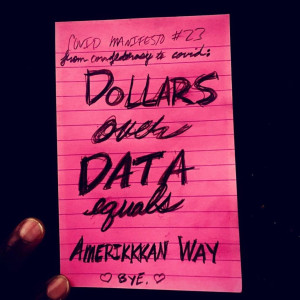 COVID MANIFESTO #23
from confederacy to covid:
DOLLARS
over
DATA
equals
AMERIKKKAN WAY
♡ BYE. ♡